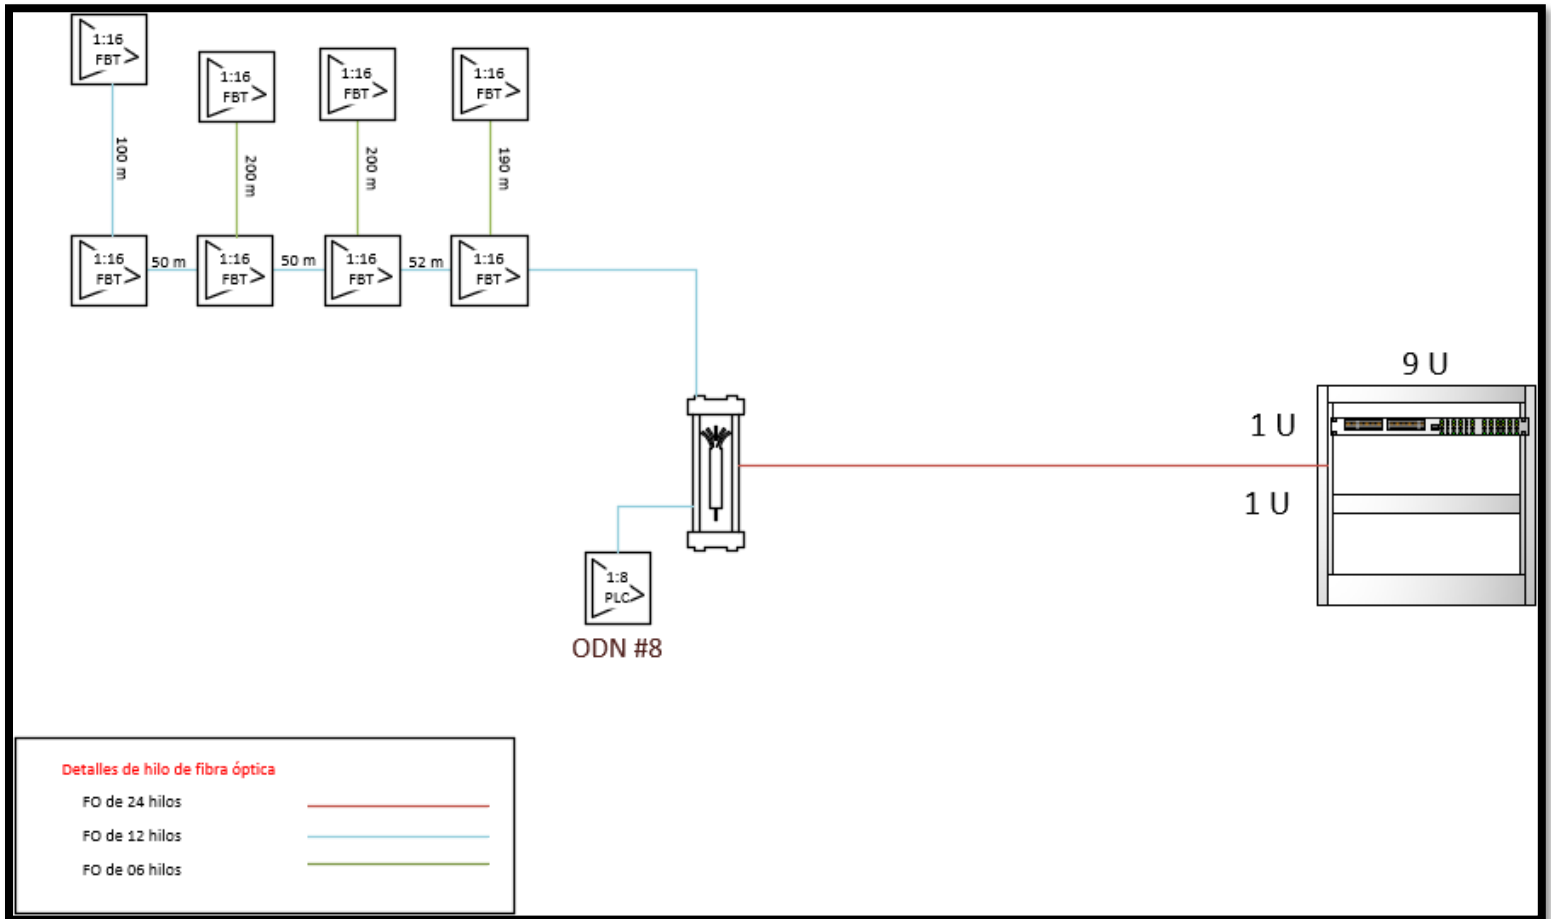 1:16
FBT
1:16
FBT
1:16
FBT
1:16
FBT
100 m
200 m
200 m
190 m
1:16
FBT
50 m
1:16
FBT
50 m
1:16
FBT
52 m
1:16
FBT
9 U
1 U
1 U
1:8
PLC
ODN #8
Detalles de hilo de fibra óptica
FO de 24 hilos
FO de 12 hilos
FO de 06 hilos